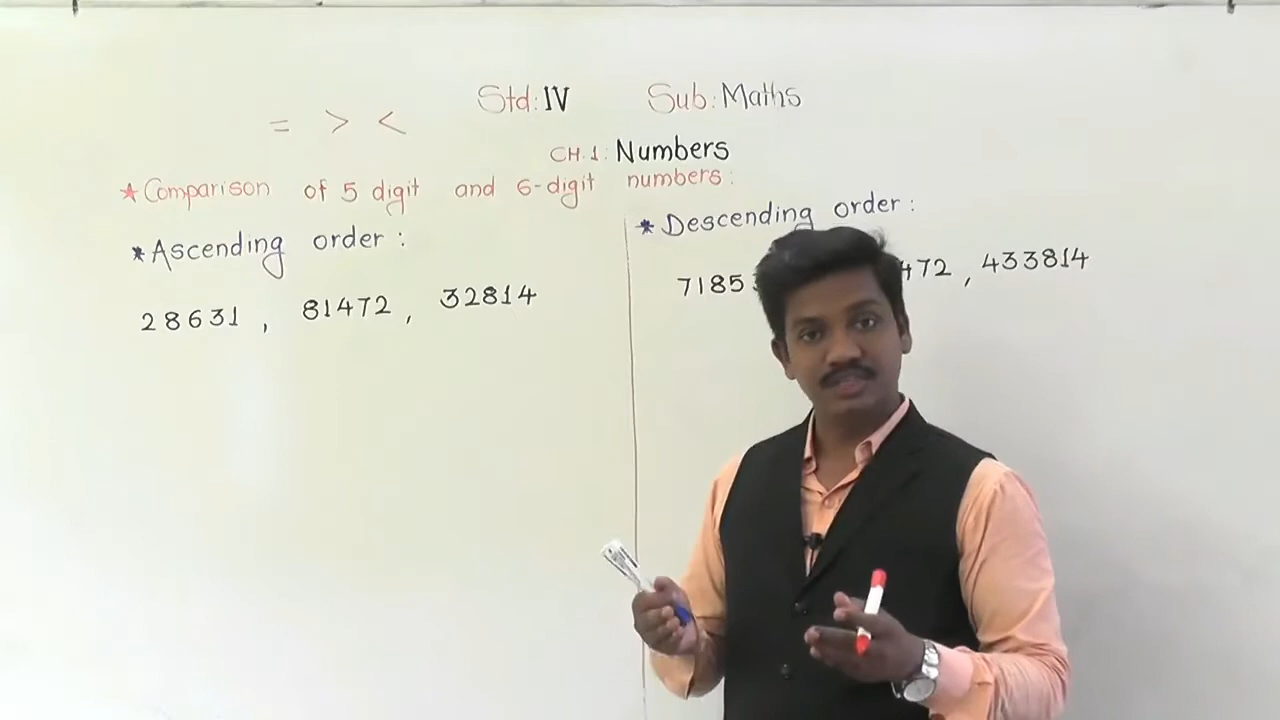 Std: IV Sub: Maths
= > <
CH.1: Numbers
* Comparison of 5 digit and 6-digit numbers:
* Ascending order:
28631, 81472, 32814
* Descending order:
472, 433814